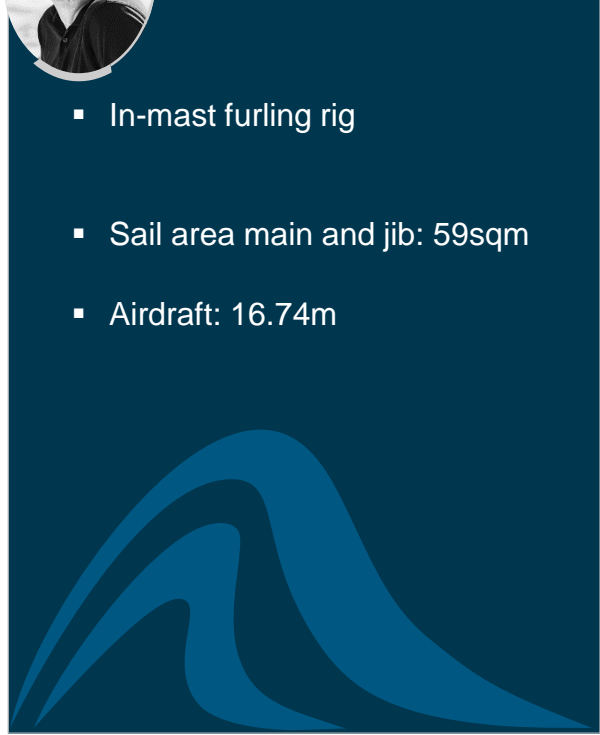 ▪ In-mast furling rig
▪ Sail area main and jib: 59sqm
▪ Airdraft: 16.74m